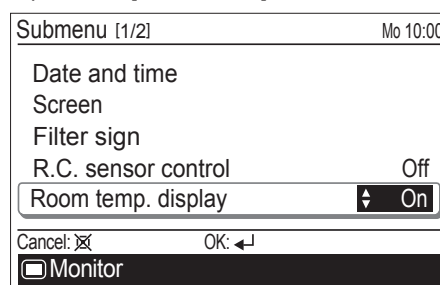 Submenu [1/2] Mo 10:00
Date and time
Screen
Filter sign
R.C. sensor control Off
Room temp. display On
Cancel: OK:
Monitor